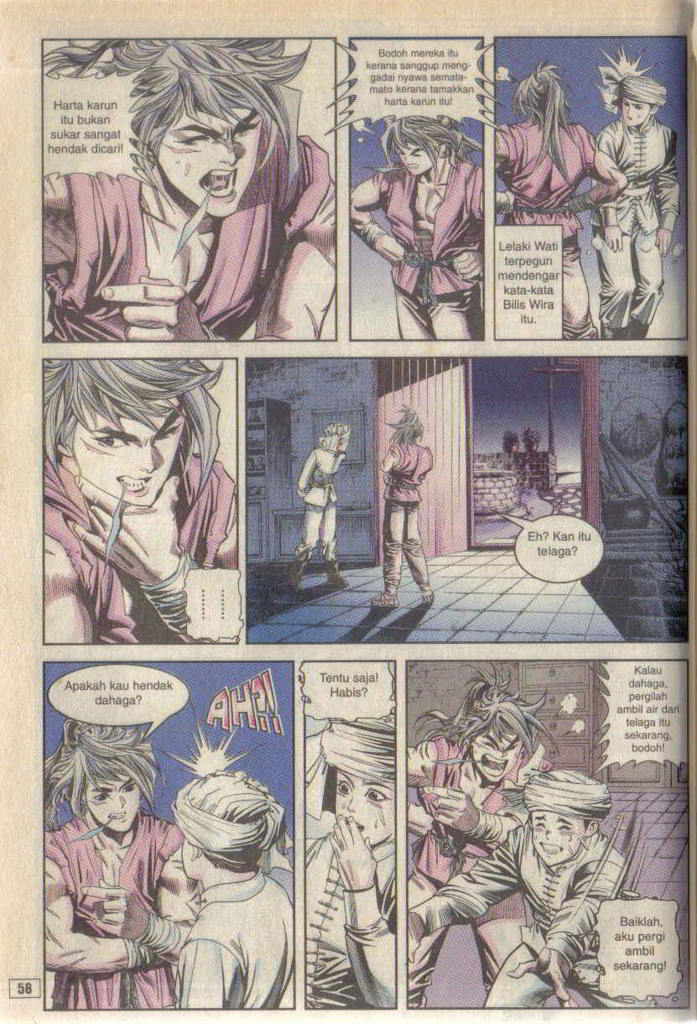 Harta karun
itu bukan
sukar sangat
hendak dicari!
Bodoh mereka itu
kerana sanggup meng-
gadai nyawa semata-
mato kerana tamakkan
harta karun itu!
Lelaki Wati
terpegun
mendengar
kata-kata
Bilis Wira
itu.
Eh? Kan itu
telaga?
Apakah kau hendak
dahaga?
AH?!
Tentu saja!
Habis?
Kalau
dahaga,
pergilah
ambil air dari
telaga itu
sekarang,
bodoh!
Baiklah,
aku pergi
ambil
sekarang!
58